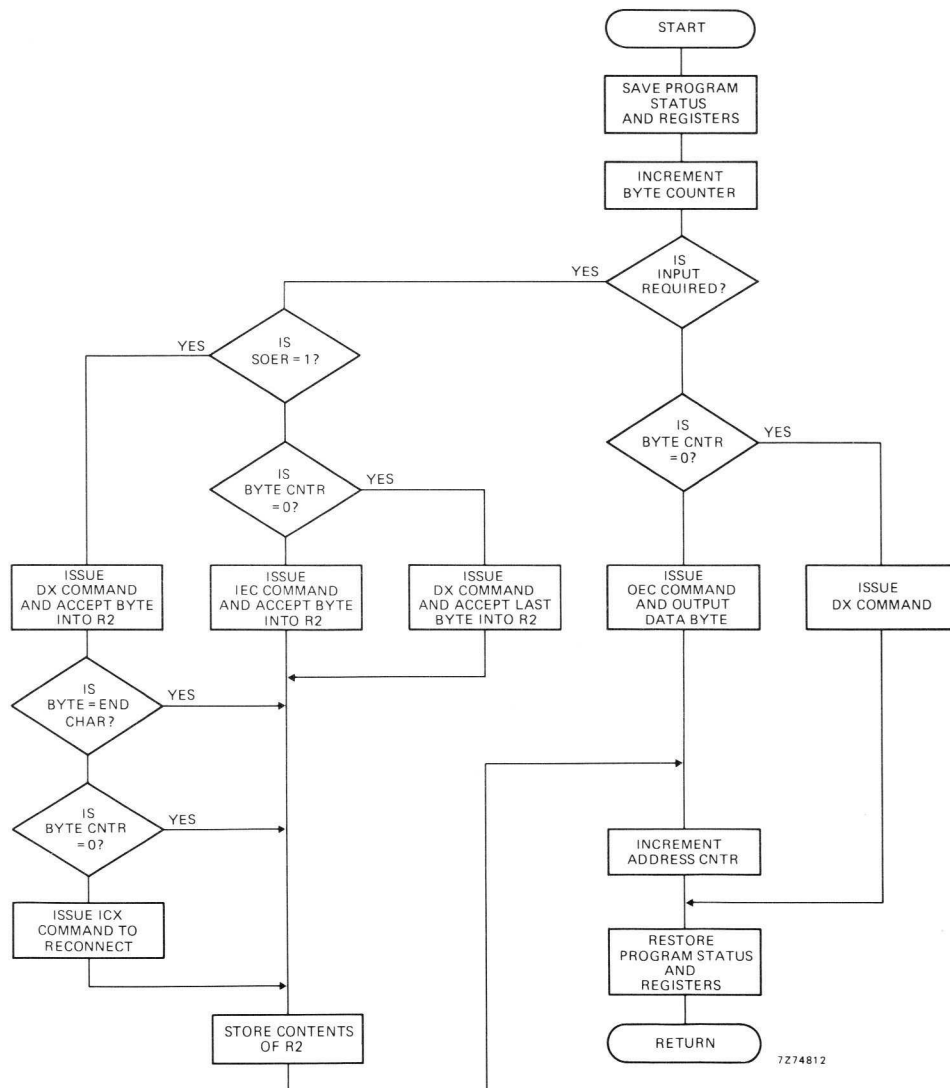 START
SAVE PROGRAM
STATUS
AND REGISTERS
INCREMENT
BYTE COUNTER
IS
INPUT
REQUIRED?
YES
IS
SOER = 1?
YES
IS
BYTE CNTR
= 0?
YES
IS
BYTE CNTR
= 0?
YES
ISSUE
DX COMMAND
AND ACCEPT BYTE
INTO R2
ISSUE
IEC COMMAND
AND ACCEPT BYTE
INTO R2
ISSUE
DX COMMAND
AND ACCEPT LAST
BYTE INTO R2
ISSUE
OEC COMMAND
AND OUTPUT
DATA BYTE
ISSUE
DX COMMAND
IS
BYTE = END
CHAR?
YES
IS
BYTE CNTR
= 0?
YES
ISSUE ICX
COMMAND TO
RECONNECT
STORE CONTENTS
OF R2
INCREMENT
ADDRESS CNTR
RESTORE
PROGRAM STATUS
AND
REGISTERS
RETURN
7Z74812